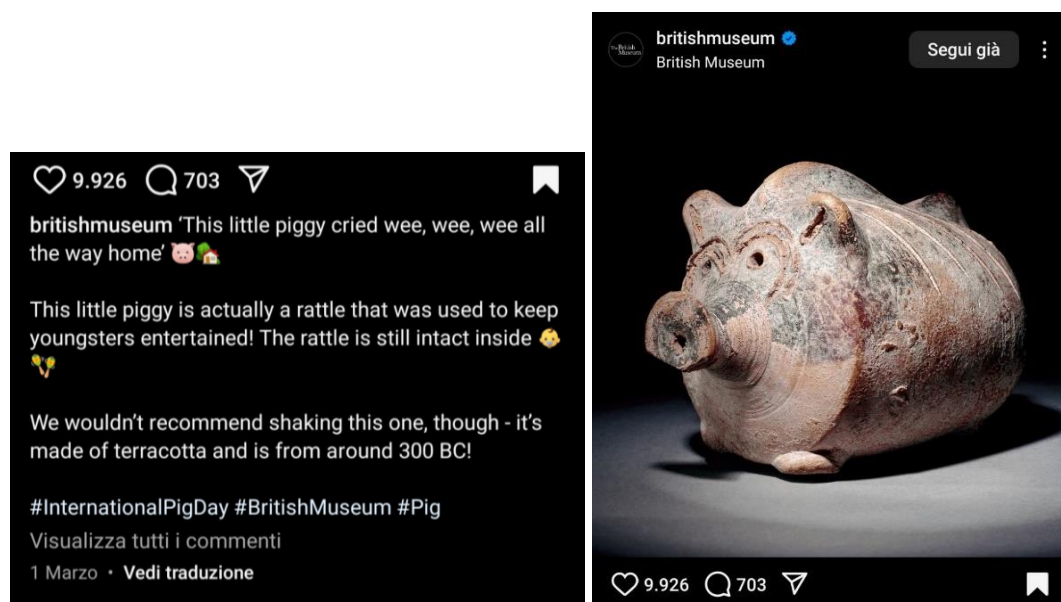 9.926 703
britishmuseum ‘This little piggy cried wee, wee, wee all
the way home’ 🐷🏡
This little piggy is actually a rattle that was used to keep
youngsters entertained! The rattle is still intact inside 👶
🪇
We wouldn’t recommend shaking this one, though - it’s
made of terracotta and is from around 300 BC!
#InternationalPigDay #BritishMuseum #Pig
Visualizza tutti i commenti
1 Marzo • Vedi traduzione
The British
Museum
britishmuseum
British Museum
Segui già
9.926 703